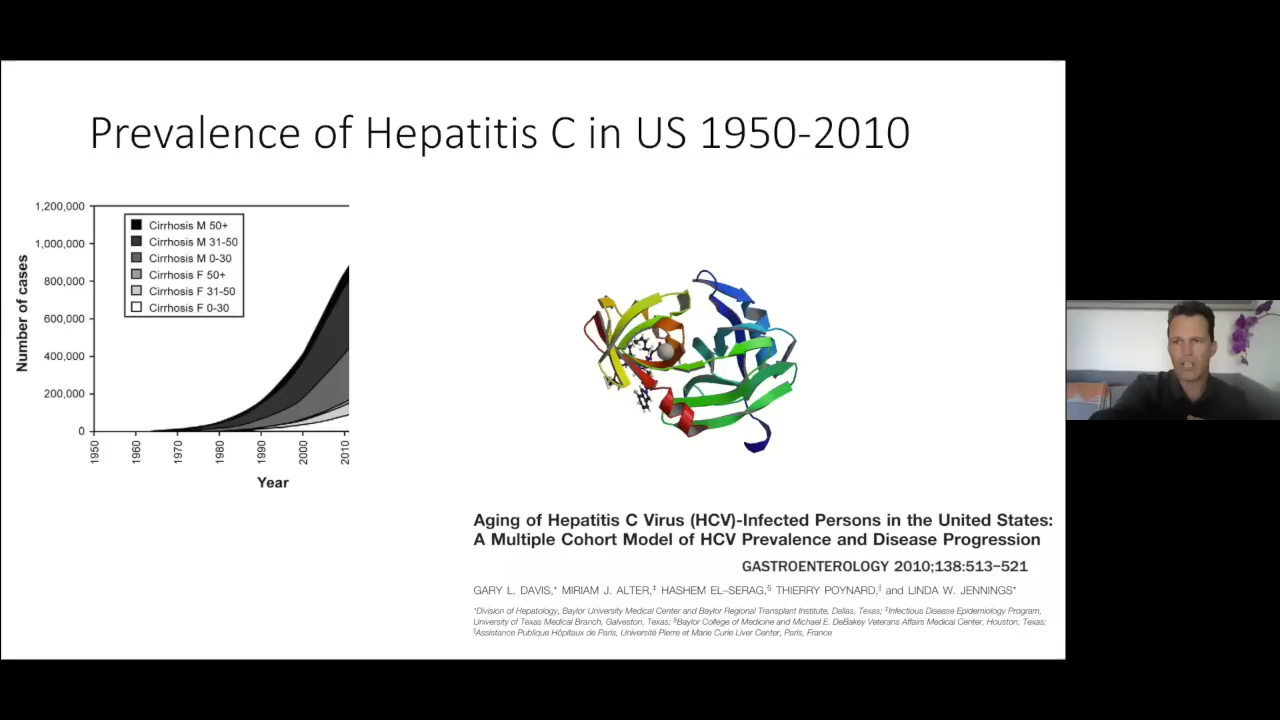 Prevalence of Hepatitis C in US 1950-2010
1,200,000
1,000,000
800,000
600,000
400,000
200,000
0
Number of cases
Cirrhosis M 50+
Cirrhosis M 31-50
Cirrhosis M 0-30
Cirrhosis F 50+
Cirrhosis F 31-50
Cirrhosis F 0-30
1950 1960 1970 1980 1990 2000 2010
Year
Aging of Hepatitis C Virus (HCV)-Infected Persons in the United States:
A Multiple Cohort Model of HCV Prevalence and Disease Progression
GASTROENTEROLOGY 2010;138:513–521
GARY L. DAVIS,* MIRIAM J. ALTER,‡ HASHEM EL–SERAG,§ THIERRY POYNARD,∥ and LINDA W. JENNINGS*
*Division of Hepatology, Baylor University Medical Center and Baylor Regional Transplant Institute, Dallas, Texas; ‡Infectious Disease Epidemiology Program,
University of Texas Medical Branch, Galveston, Texas; §Baylor College of Medicine and Michael E. DeBakey Veterans Affairs Medical Center, Houston, Texas;
∥Assistance Publique Hôpitaux de Paris, Université Pierre et Marie Curie Liver Center, Paris, France